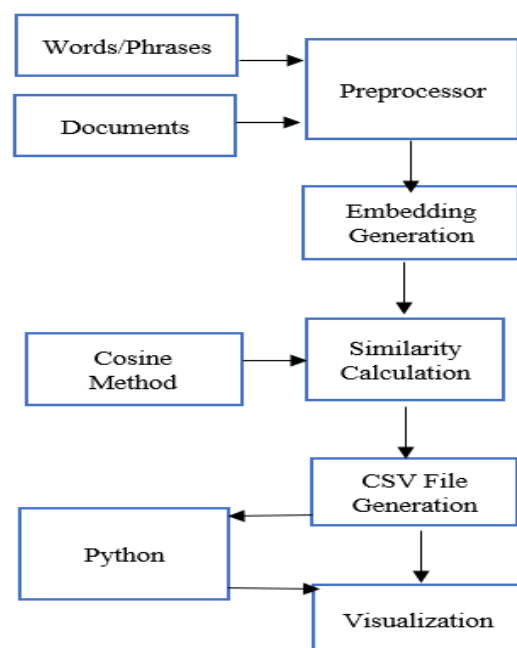 Words/Phrases
Preprocessor
Documents
Embedding
Generation
Cosine
Method
Similarity
Calculation
CSV File
Generation
Python
Visualization